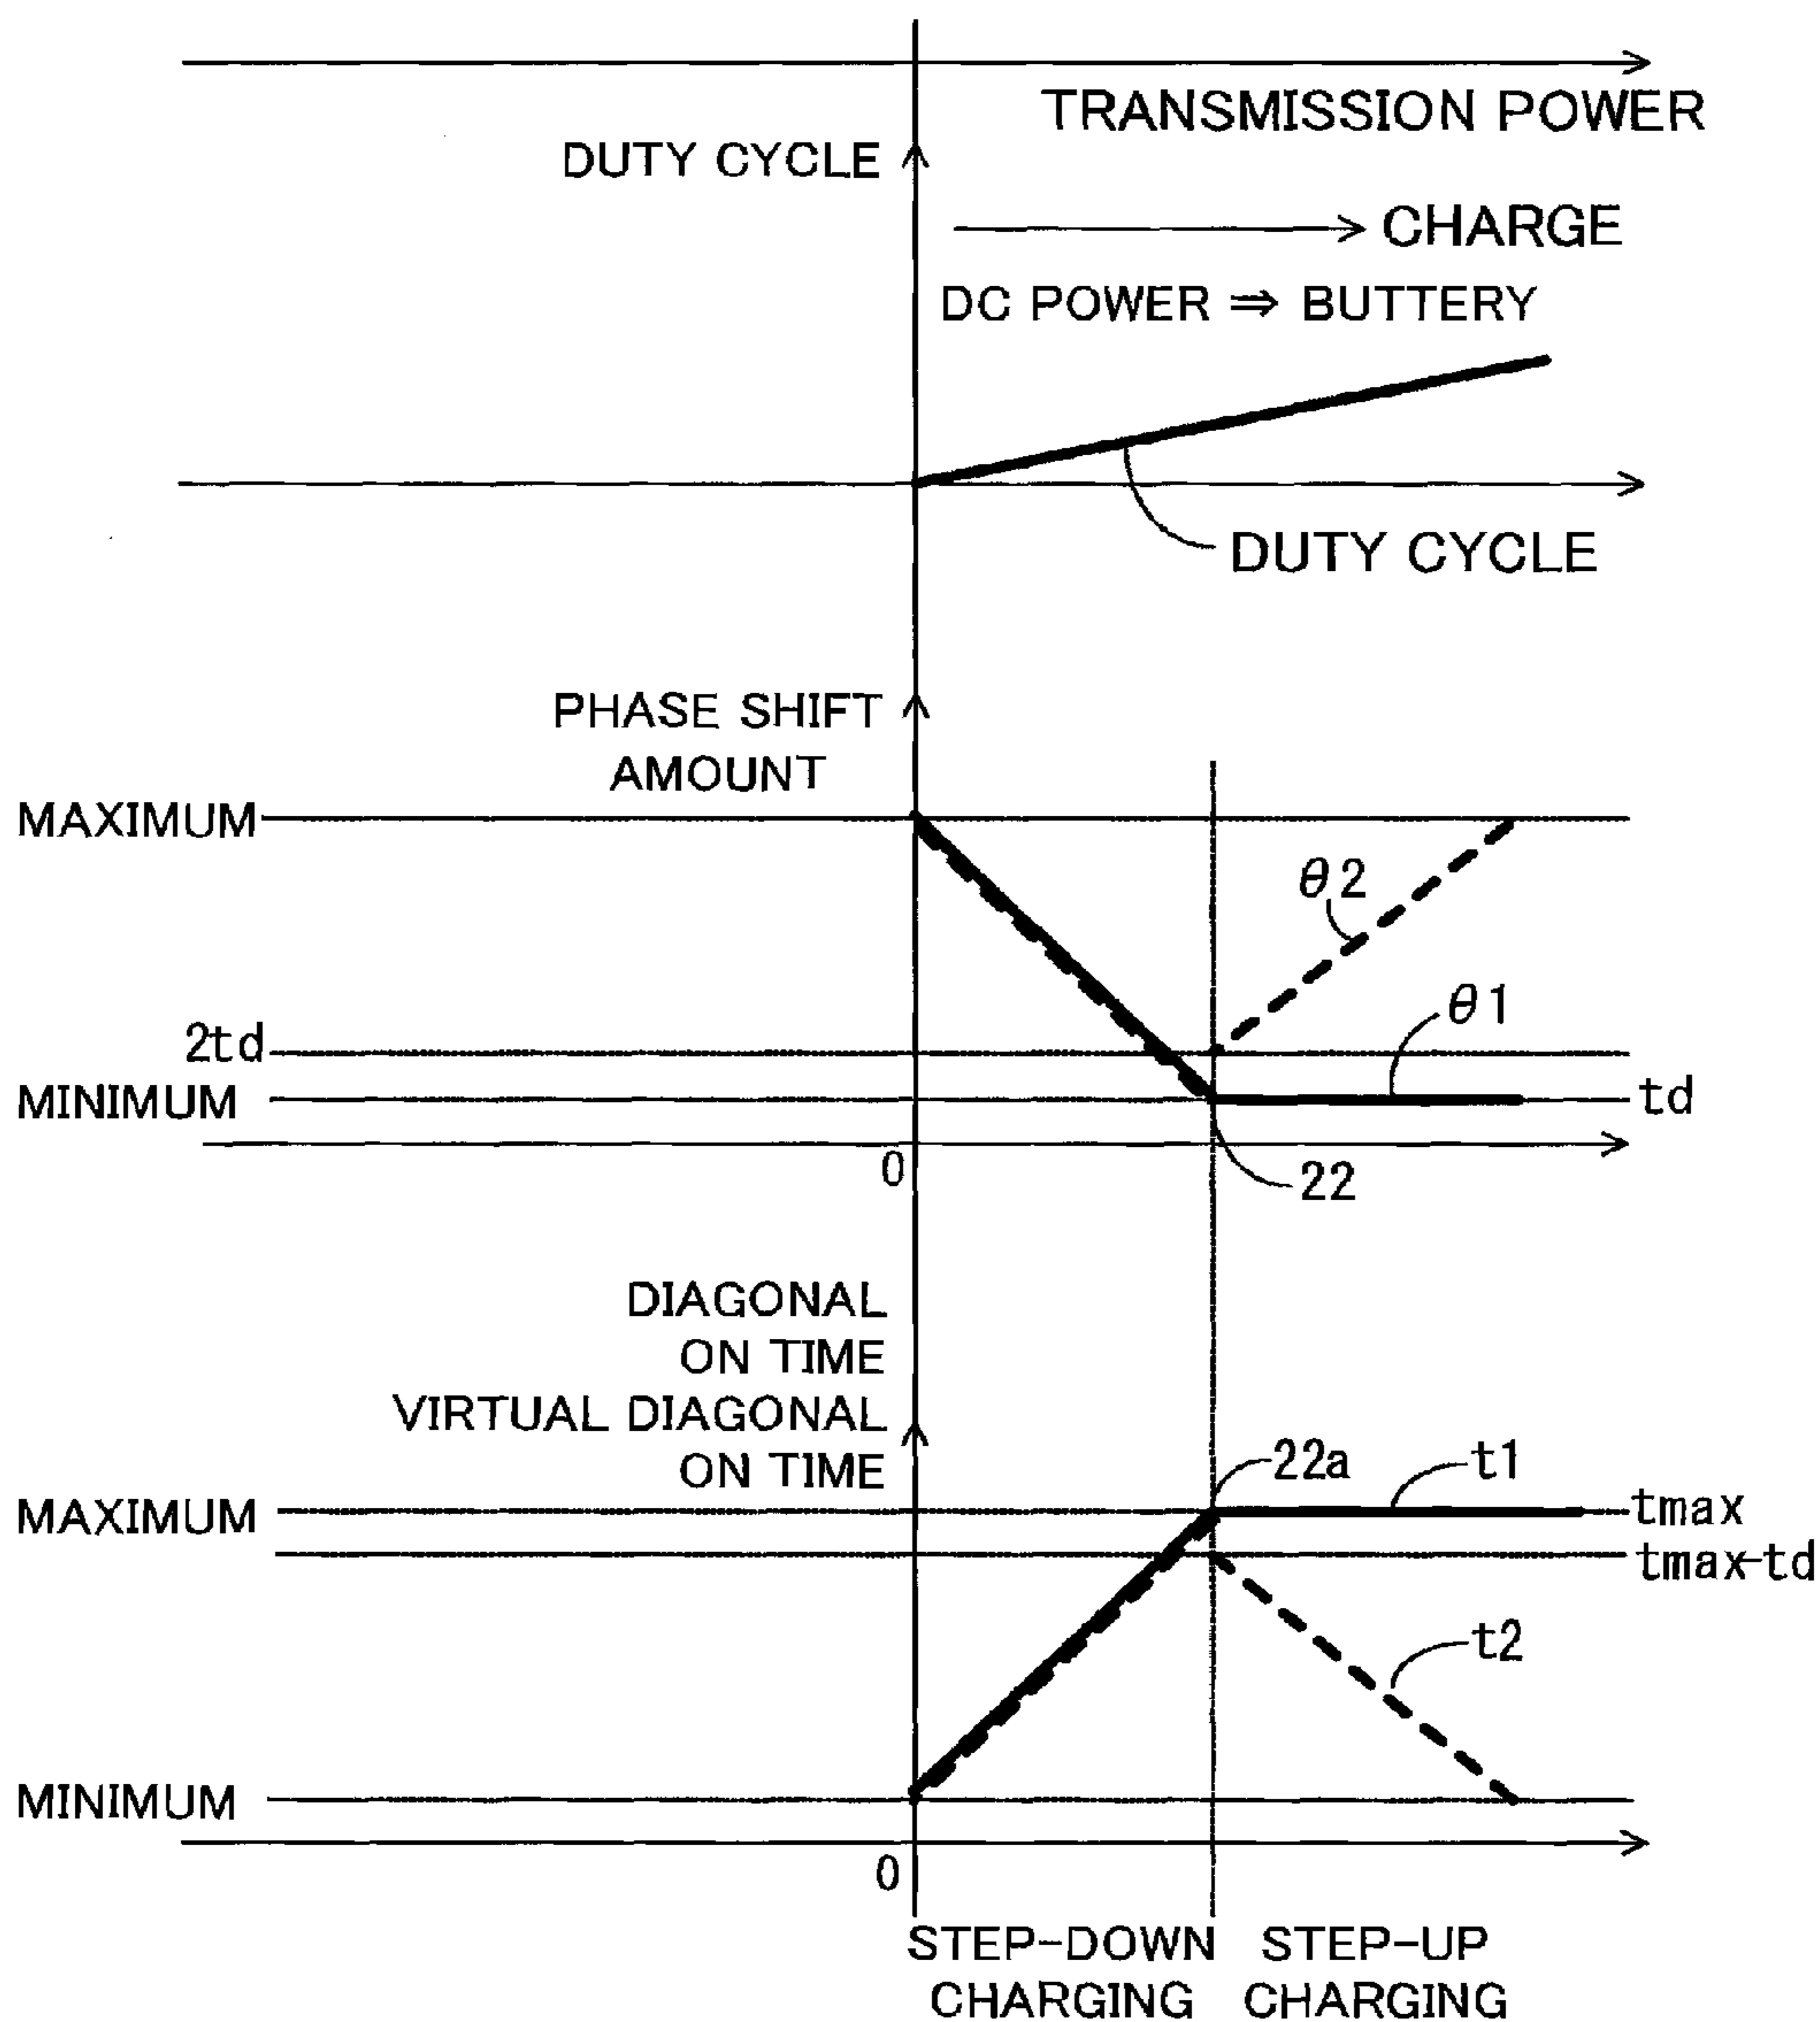 TRANSMISSION POWER
DUTY CYCLE
CHARGE
DC POWER ⇒ BUTTERY
DUTY CYCLE
PHASE SHIFT
AMOUNT
MAXIMUM
θ2
θ1
2td
MINIMUM
td
0
22
DIAGONAL
ON TIME
VIRTUAL DIAGONAL
ON TIME
22a
t1
MAXIMUM
tmax
tmax-td
t2
MINIMUM
0
STEP-DOWN
CHARGING
STEP-UP
CHARGING